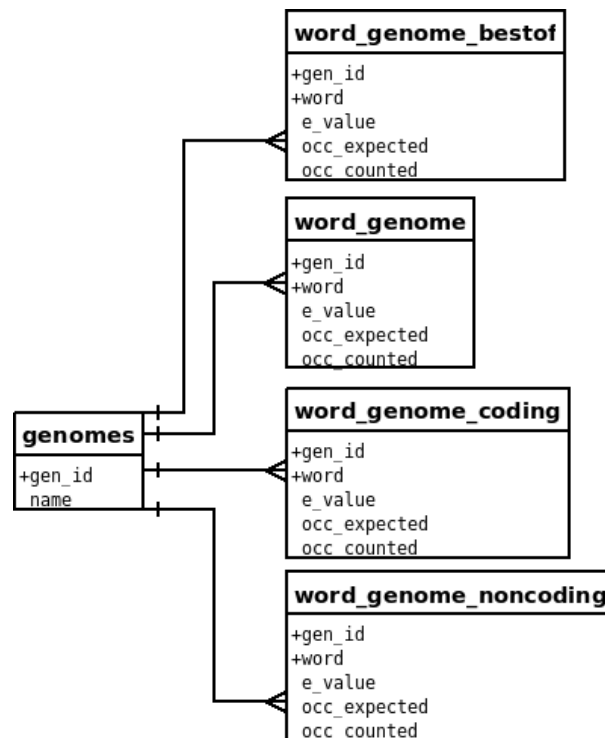 word_genome_bestof
+gen_id
+word
e_value
occ_expected
occ_counted
word_genome
+gen_id
+word
e_value
occ_expected
occ_counted
genomes
+gen_id
name
word_genome_coding
+gen_id
+word
e_value
occ_expected
occ_counted
word_genome_noncoding
+gen_id
+word
e_value
occ_expected
occ_counted